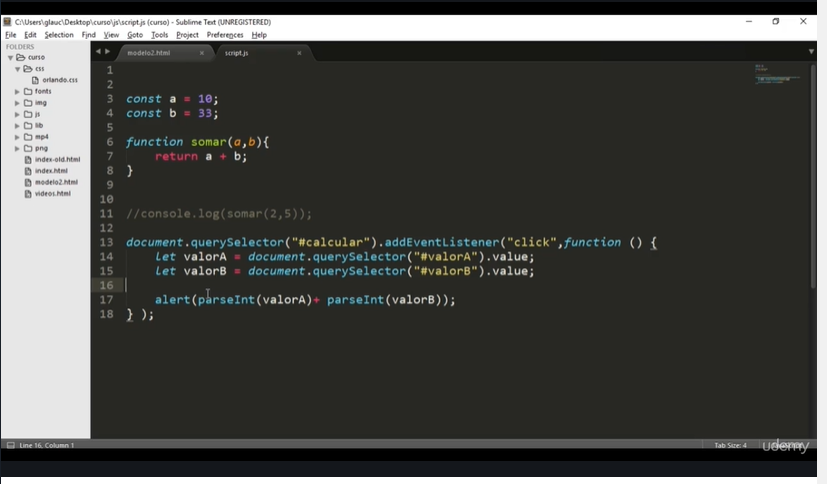 C:\Users\glauc\Desktop\curso\js\script.js (curso) - Sublime Text (UNREGISTERED)
File Edit Selection Find View Goto Tools Project Preferences Help
FOLDERS
curso
css
orlando.css
fonts
img
js
lib
mp4
png
index-old.html
index.html
modelo2.html
videos.html
modelo2.html × script.js ×
1
2
3 const a = 10;
4 const b = 33;
5
6 function somar(a,b){
7 return a + b;
8 }
9
10
11 //console.log(somar(2,5));
12
13 document.querySelector("#calcular").addEventListener("click",function () {
14 let valorA = document.querySelector("#valorA").value;
15 let valorB = document.querySelector("#valorB").value;
16
17 alert(parseInt(valorA)+ parseInt(valorB));
18 } );
Line 16, Column 1
Tab Size: 4
udemy